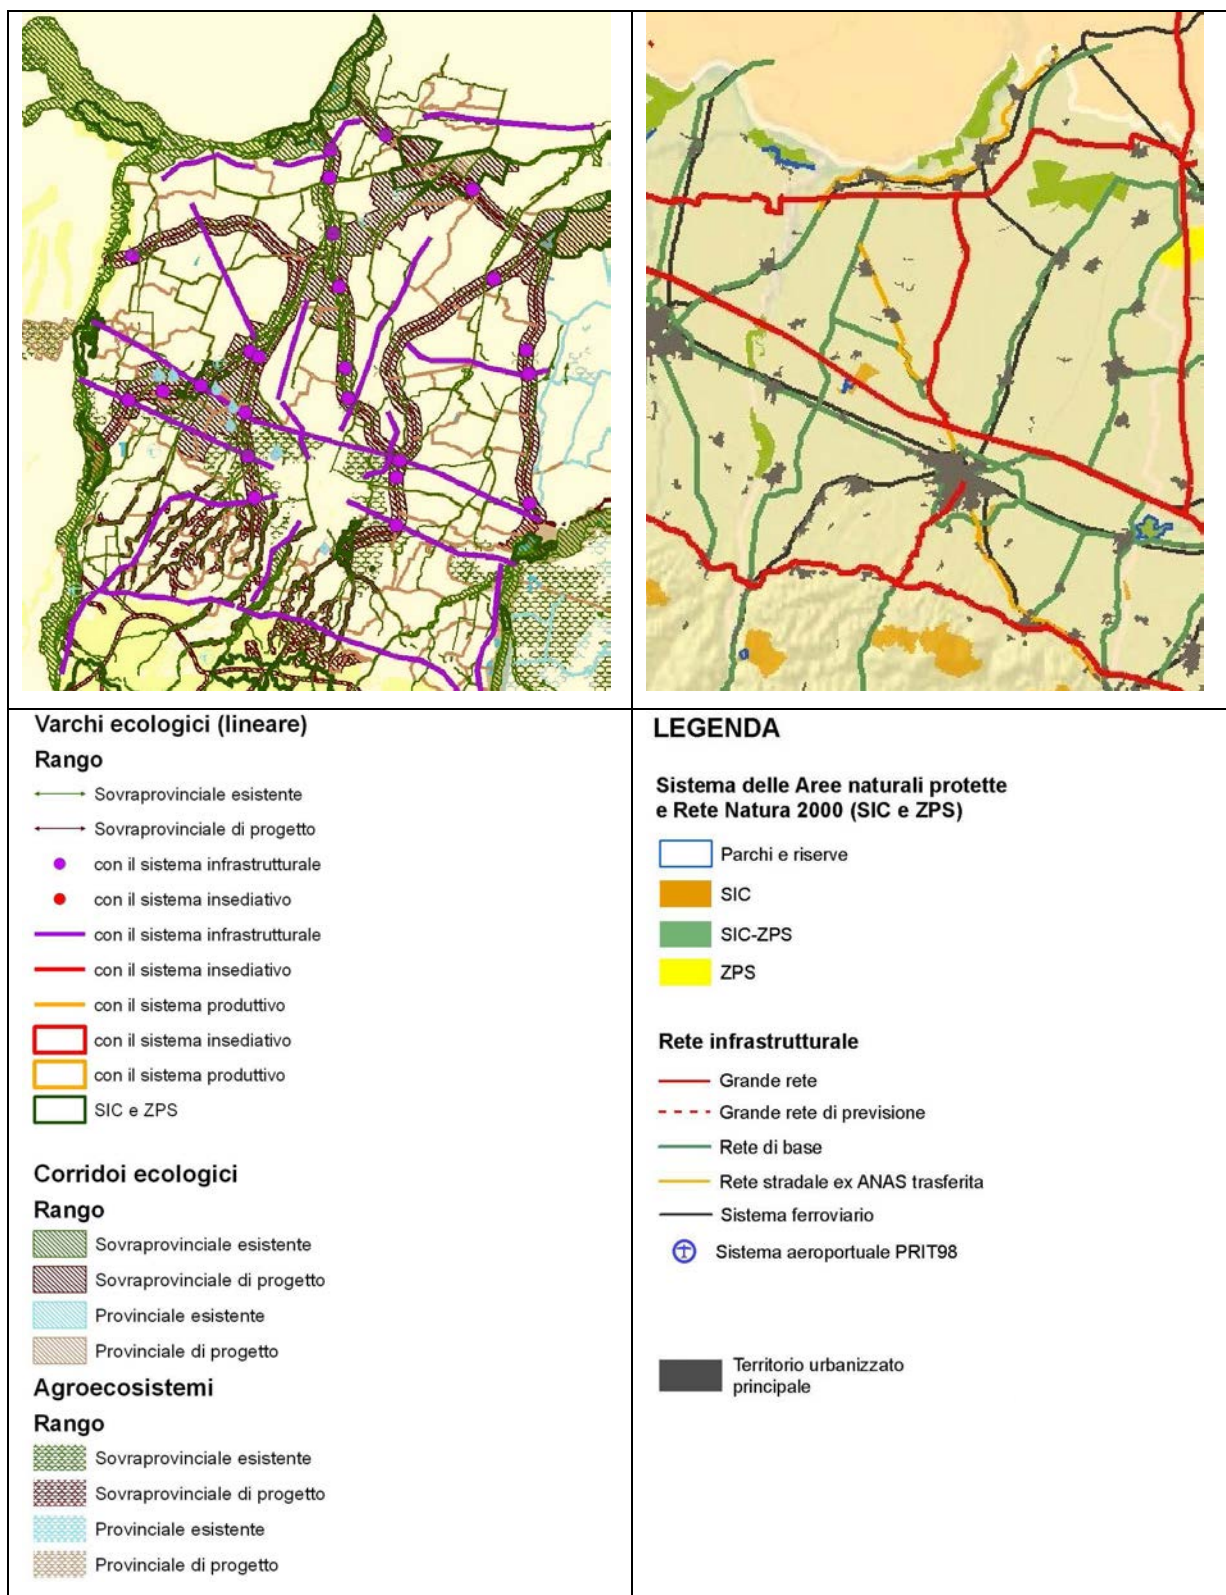 Varchi ecologici (lineare)
Rango
Sovraprovinciale esistente
Sovraprovinciale di progetto
con il sistema infrastrutturale
con il sistema insediativo
con il sistema infrastrutturale
con il sistema insediativo
con il sistema produttivo
con il sistema insediativo
con il sistema produttivo
SIC e ZPS
Corridoi ecologici
Rango
Sovraprovinciale esistente
Sovraprovinciale di progetto
Provinciale esistente
Provinciale di progetto
Agroecosistemi
Rango
Sovraprovinciale esistente
Sovraprovinciale di progetto
Provinciale esistente
Provinciale di progetto
LEGENDA
Sistema delle Aree naturali protette
e Rete Natura 2000 (SIC e ZPS)
Parchi e riserve
SIC
SIC-ZPS
ZPS
Rete infrastrutturale
Grande rete
Grande rete di previsione
Rete di base
Rete stradale ex ANAS trasferita
Sistema ferroviario
Sistema aeroportuale PRIT98
Territorio urbanizzato
principale